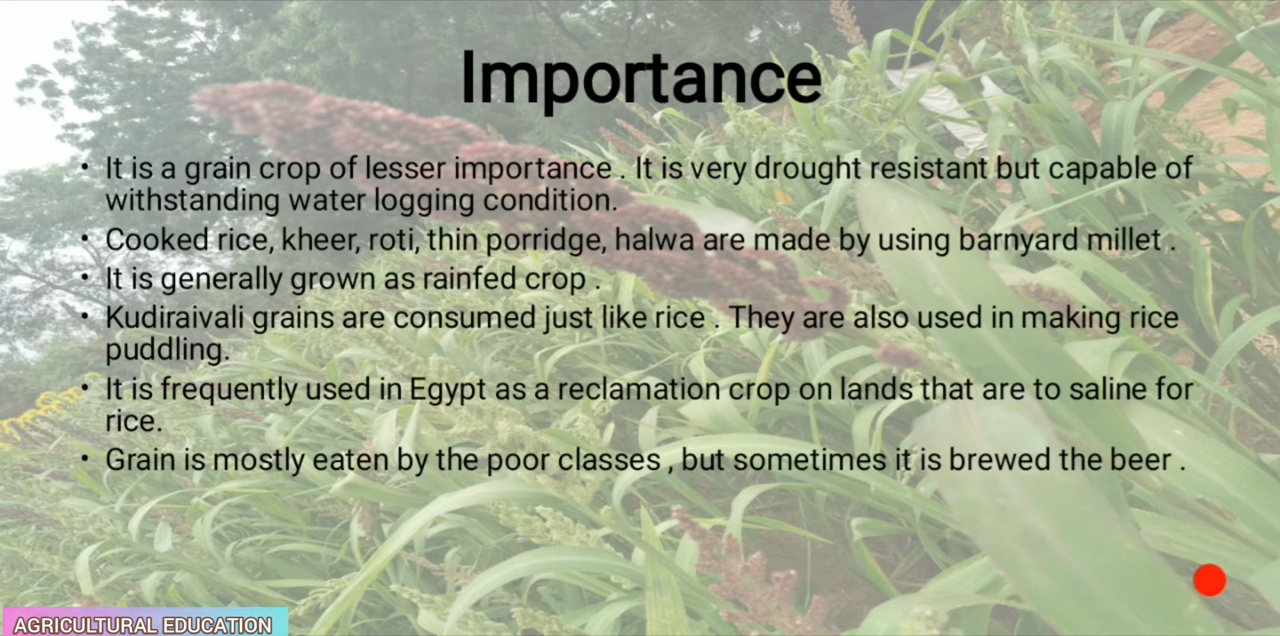 Importance
• It is a grain crop of lesser importance . It is very drought resistant but capable of
withstanding water logging condition.
• Cooked rice, kheer, roti, thin porridge, halwa are made by using barnyard millet .
• It is generally grown as rainfed crop .
• Kudiraivali grains are consumed just like rice . They are also used in making rice
puddling.
• It is frequently used in Egypt as a reclamation crop on lands that are to saline for
rice.
• Grain is mostly eaten by the poor classes , but sometimes it is brewed the beer .
AGRICULTURAL EDUCATION